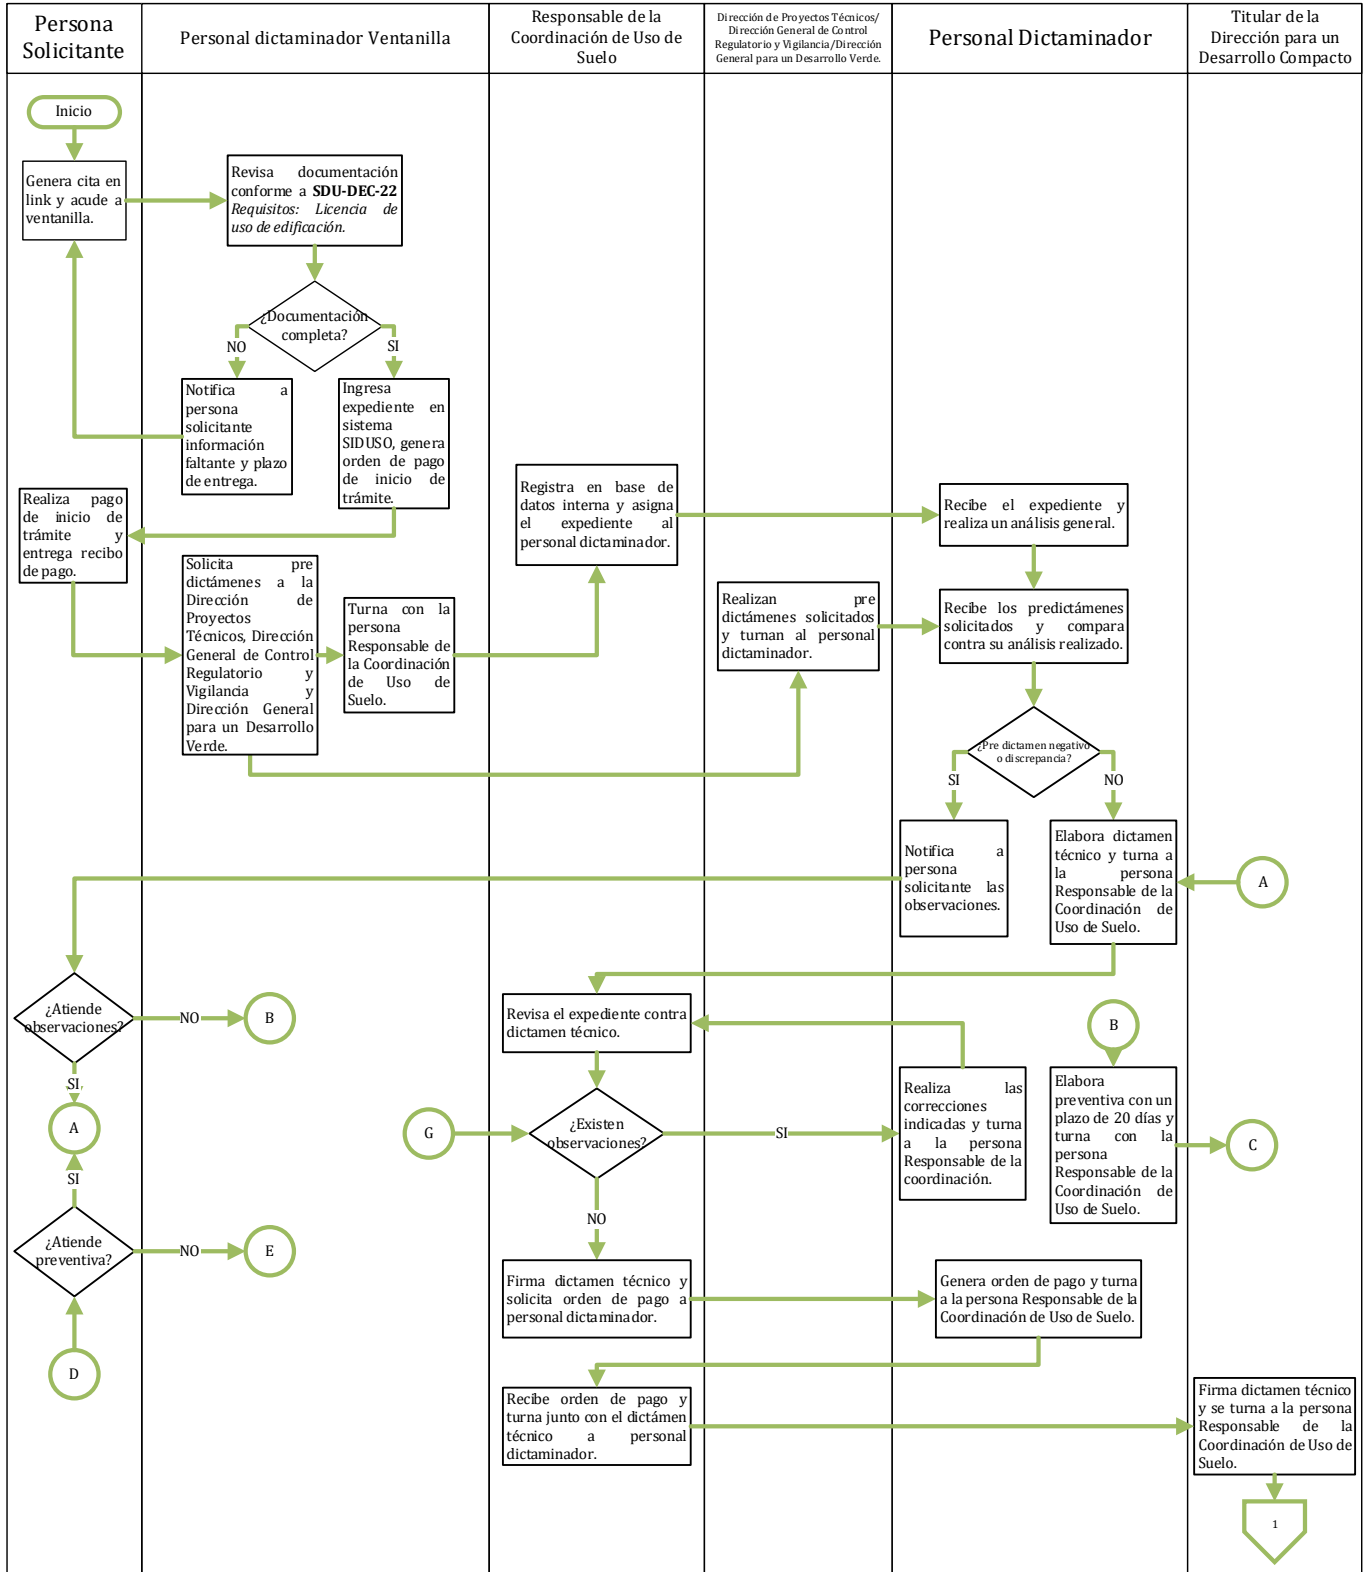 Persona
Solicitante
Personal dictaminador Ventanilla
Responsable de la
Coordinación de Uso de
Suelo
Dirección de Proyectos Técnicos/
Dirección General de Control
Regulatorio y Vigilancia/Dirección
General para un Desarrollo Verde.
Personal Dictaminador
Titular de la
Dirección para un
Desarrollo Compacto
Inicio
Genera cita en
link y acude a
ventanilla.
Revisa documentación
conforme a SDU-DEC-22
Requisitos: Licencia de
uso de edificación.
¿Documentación
completa?
NO
SI
Notifica a
persona
solicitante
información
faltante y plazo
de entrega.
Ingresa
expediente en
sistema
SIDUSO, genera
orden de pago
de inicio de
trámite.
Realiza pago
de inicio de
trámite y
entrega recibo
de pago.
Solicita pre
dictámenes a la
Dirección de
Proyectos
Técnicos, Dirección
General de Control
Regulatorio y
Vigilancia y
Dirección General
para un Desarrollo
Verde.
Turna con la
persona
Responsable de
la Coordinación
de Uso de
Suelo.
Registra en base de
datos interna y asigna
el expediente al
personal dictaminador.
Realizan pre
dictámenes solicitados
y turnan al personal
dictaminador.
Recibe el expediente y
realiza un análisis general.
Recibe los predictámenes
solicitados y compara
contra su análisis realizado.
¿Pre dictamen negativo
o discrepancia?
SI
NO
Notifica a
persona
solicitante las
observaciones.
Elabora dictamen
técnico y turna a
la persona
Responsable de la
Coordinación de
Uso de Suelo.
A
¿Atiende
observaciones?
NO
B
SI
A
SI
¿Atiende
preventiva?
NO
E
D
Revisa el expediente contra
dictamen técnico.
G
¿Existen
observaciones?
SI
NO
Realiza las
correcciones
indicadas y turna
a la persona
Responsable de la
coordinación.
B
Elabora
preventiva con un
plazo de 20 días y
turna con la
persona
Responsable de la
Coordinación de
Uso de Suelo.
C
Firma dictamen técnico y
solicita orden de pago a
personal dictaminador.
Genera orden de pago y turna
a la persona Responsable de la
Coordinación de Uso de Suelo.
Recibe orden de pago y
turna junto con el dictámen
técnico a personal
dictaminador.
Firma dictamen técnico
y se turna a la persona
Responsable de la
Coordinación de Uso de
Suelo.
1